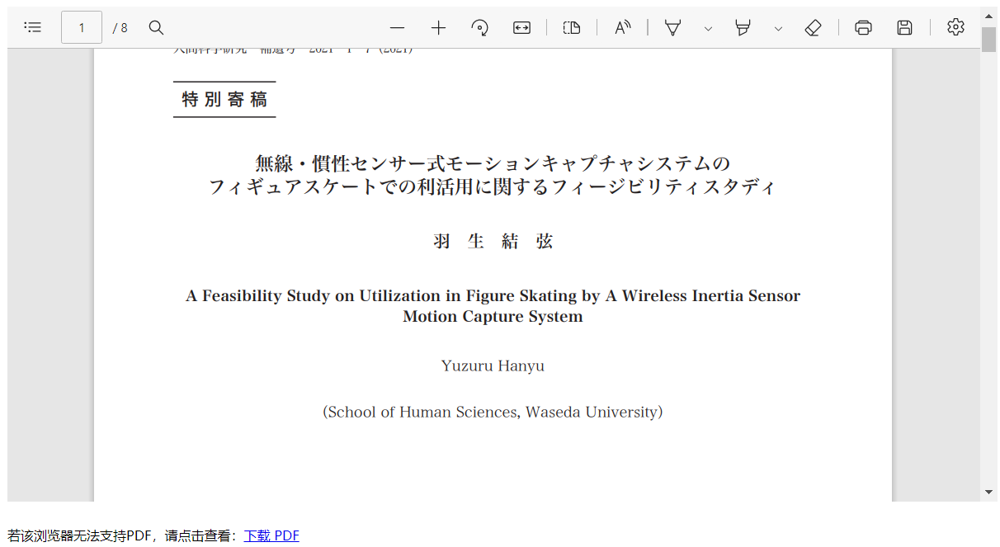 1 / 8
人間科学研究 補遺号 2021 1-7 (2021)
特別寄稿
無線・慣性センサー式モーションキャプチャシステムの
フィギュアスケートでの利活用に関するフィージビリティスタディ
羽 生 結 弦
A Feasibility Study on Utilization in Figure Skating by A Wireless Inertia Sensor
Motion Capture System
Yuzuru Hanyu
(School of Human Sciences, Waseda University)
若该浏览器无法支持PDF，请点击查看：下载 PDF